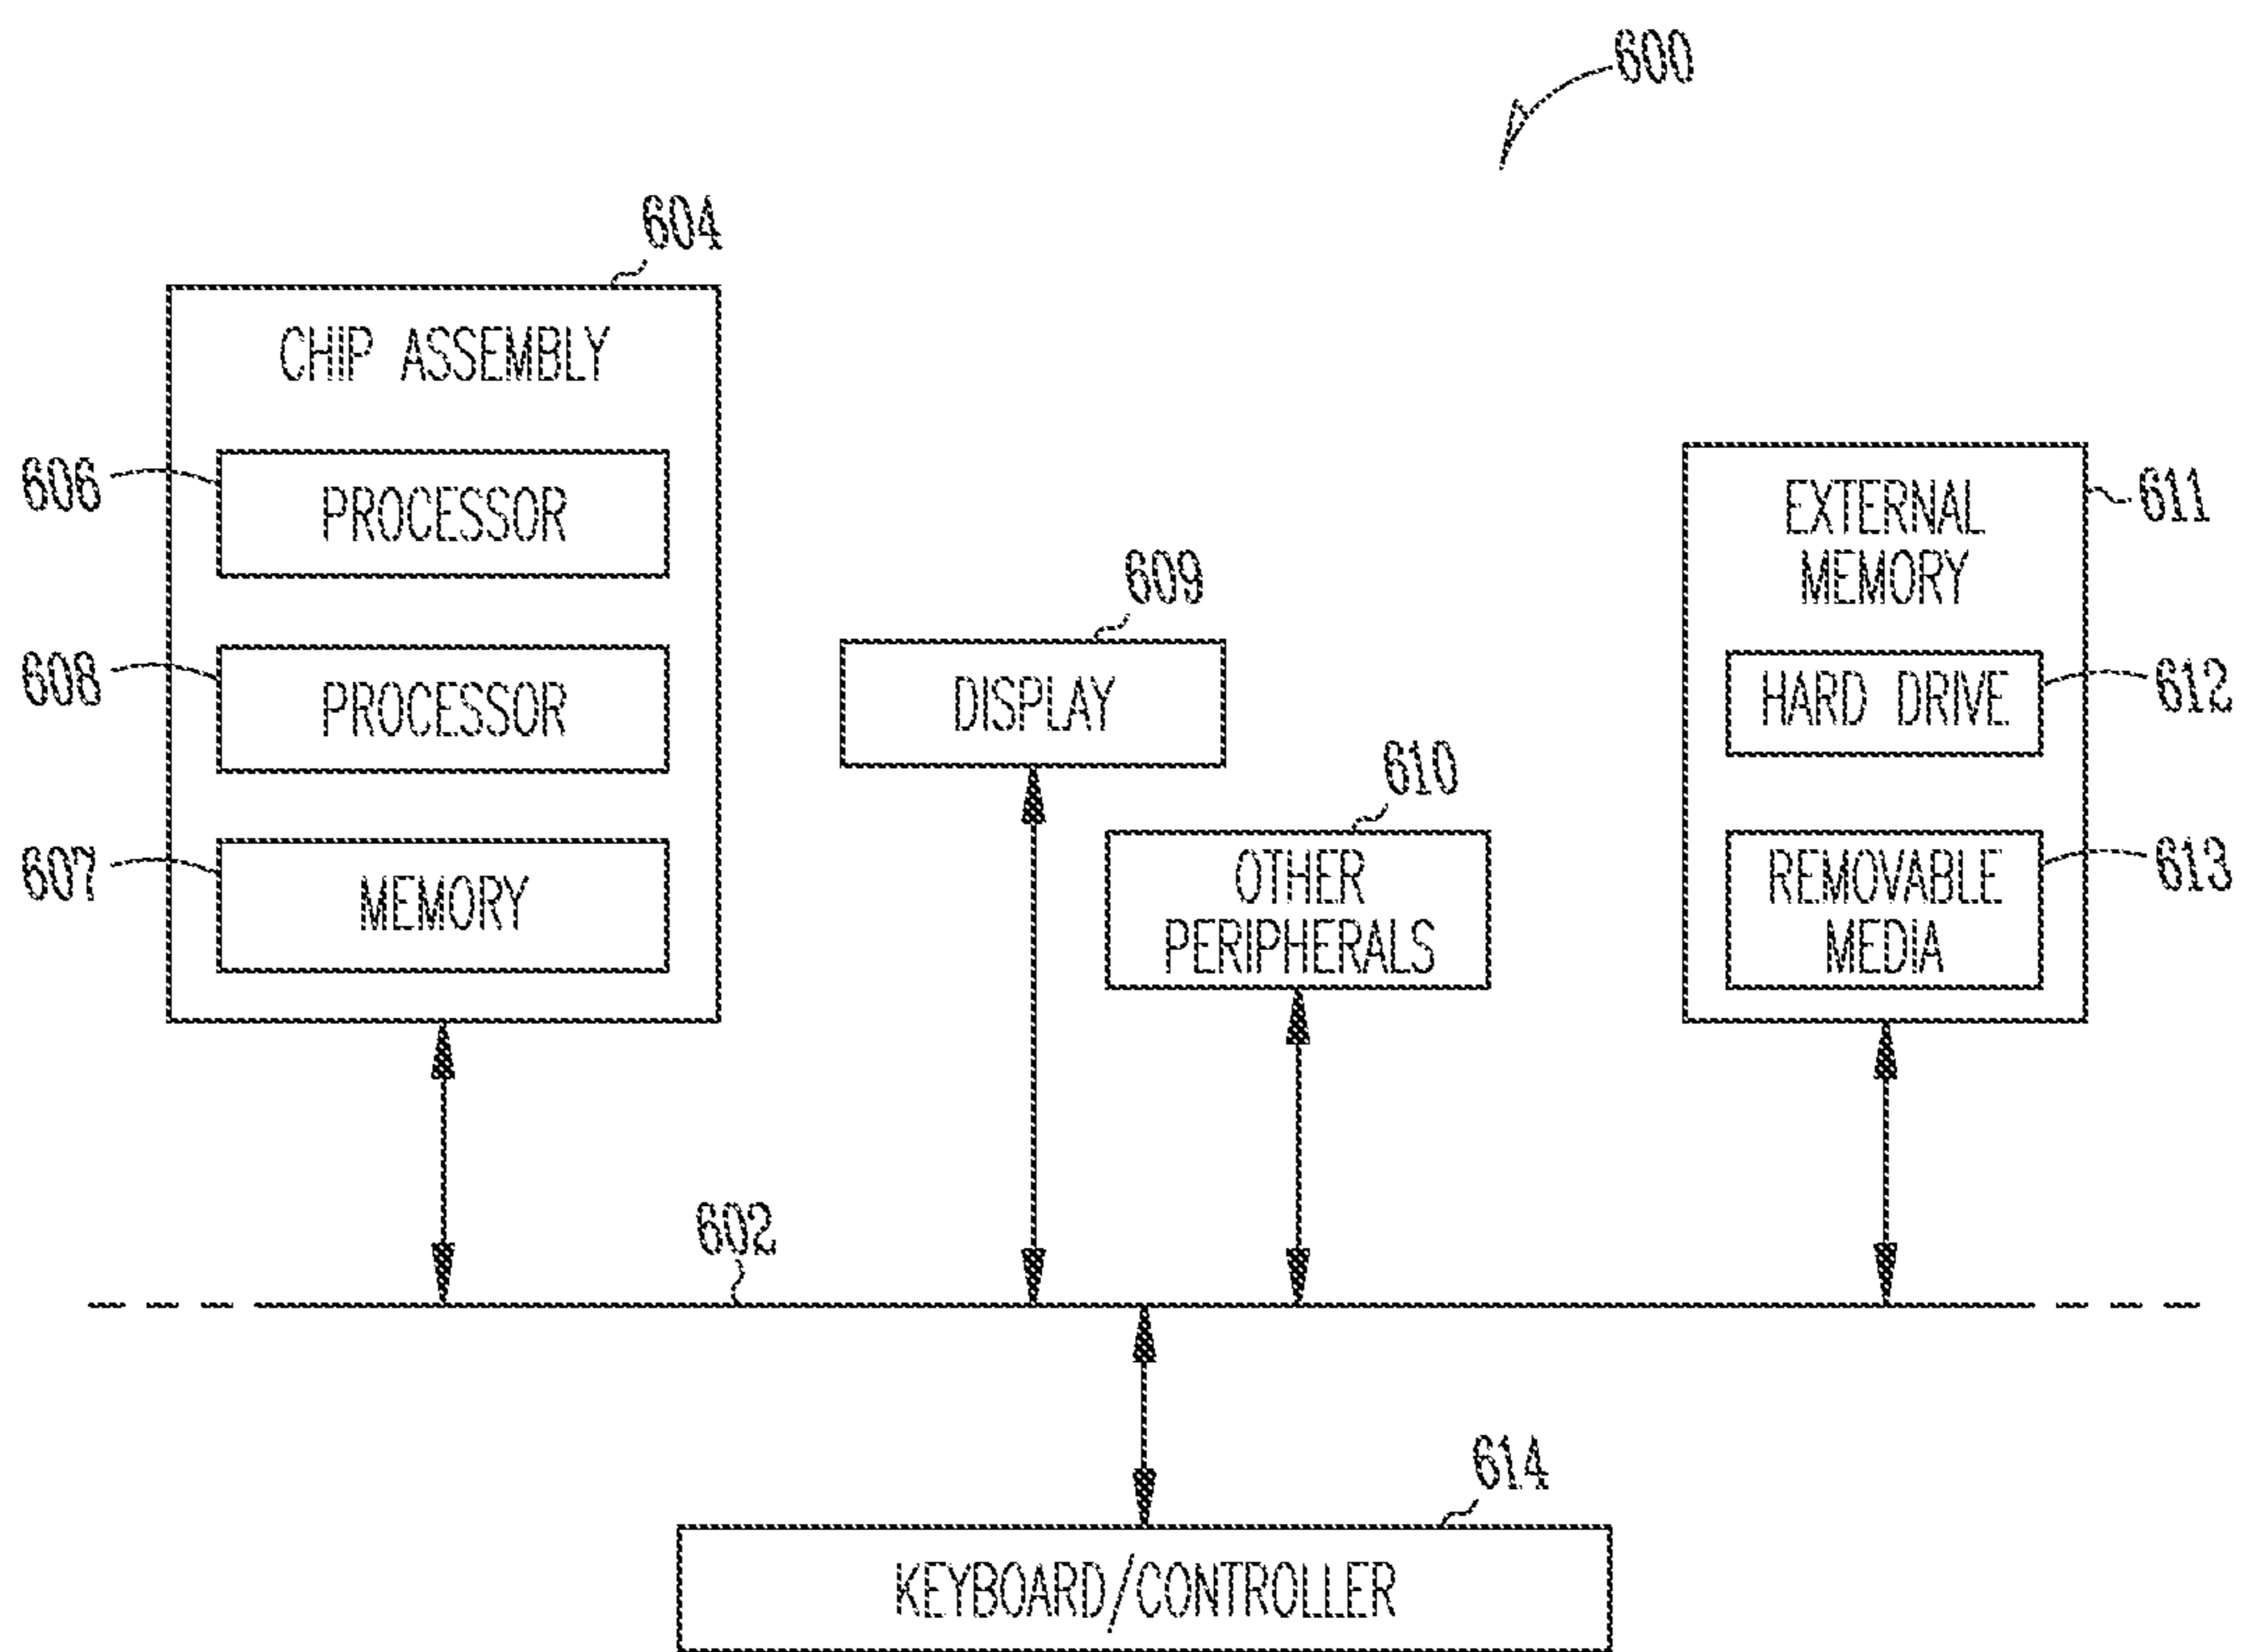 600
604
CHIP ASSEMBLY
606
PROCESSOR
608
PROCESSOR
607
MEMORY
609
DISPLAY
610
OTHER
PERIPHERALS
611
EXTERNAL
MEMORY
612
HARD DRIVE
613
REMOVABLE
MEDIA
602
614
KEYBOARD/CONTROLLER